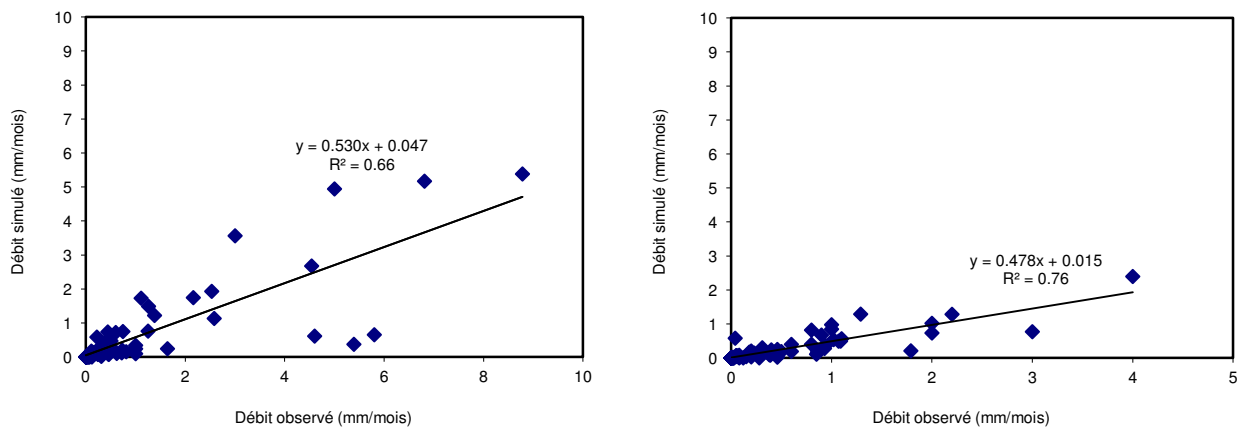 10
9
8
7
6
5
4
3
2
1
0
0 2 4 6 8 10
Débit simulé (mm/mois)
Débit observé (mm/mois)
y = 0.530x + 0.047
R² = 0.66
10
9
8
7
6
5
4
3
2
1
0
0 1 2 3 4 5
Débit simulé (mm/mois)
Débit observé (mm/mois)
y = 0.478x + 0.015
R² = 0.76